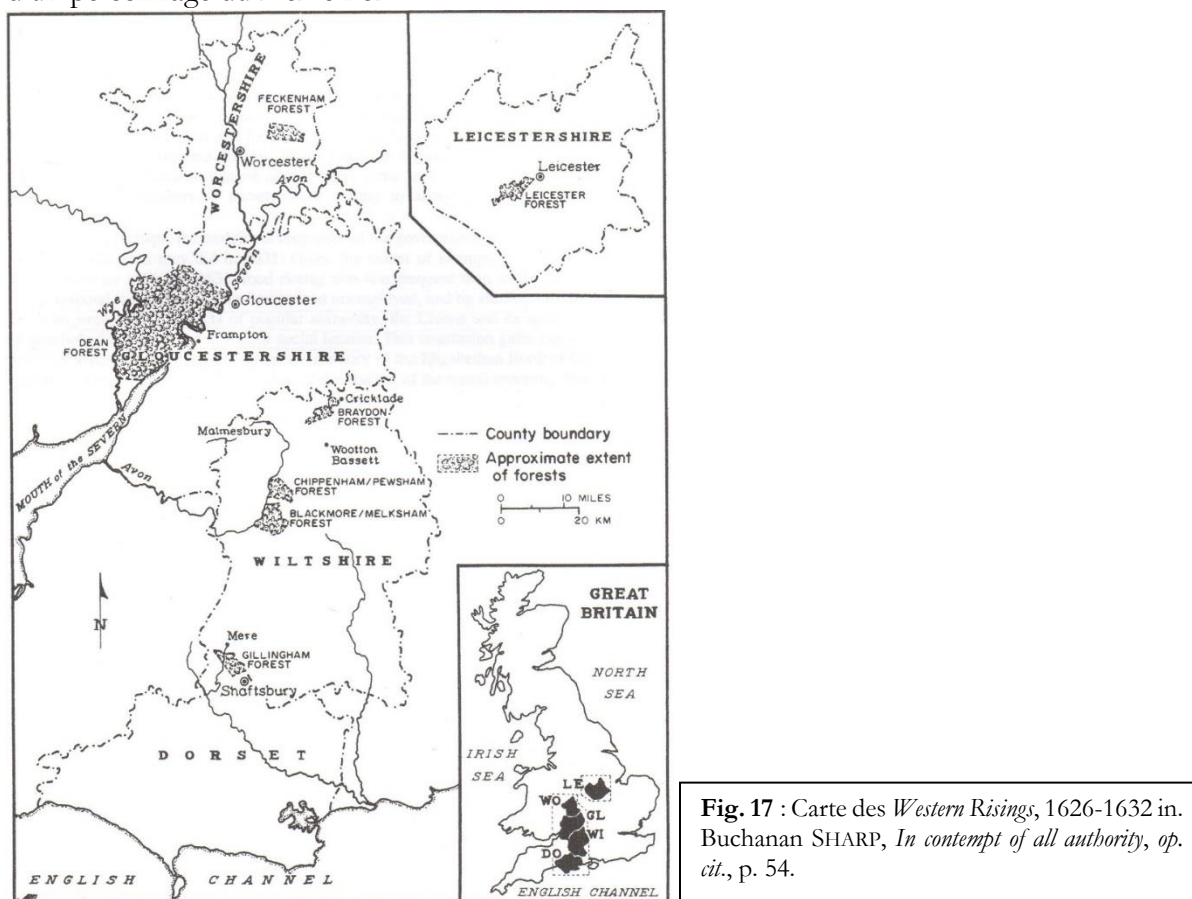 WORCESTERSHIRE
FECKENHAM
FOREST
Worcester
Avon
Severn
Wye
Gloucester
Frampton
DEAN
FOREST
GLOUCESTERSHIRE
MOUTH of the SEVERN
Avon
Cricklade
BRAYDON
FOREST
Malmesbury
Wootton
Bassett
CHIPPENHAM/PEWSHAM
FOREST
BLACKMORE/MELKSHAM
FOREST
WILTSHIRE
N
Mere
GILLINGHAM
FOREST
Shaftsbury
DORSET
ENGLISH CHANNEL
LEICESTERSHIRE
Leicester
LEICESTER
FOREST
County boundary
Approximate extent
of forests
0 10 MILES
0 20 KM
GREAT
BRITAIN
NORTH
SEA
IRISH
SEA
LE
WO
GL
WI
DO
ENGLISH CHANNEL
Fig. 17 : Carte des Western Risings, 1626-1632 in.
Buchanan SHARP, In contempt of all authority, op.
cit., p. 54.